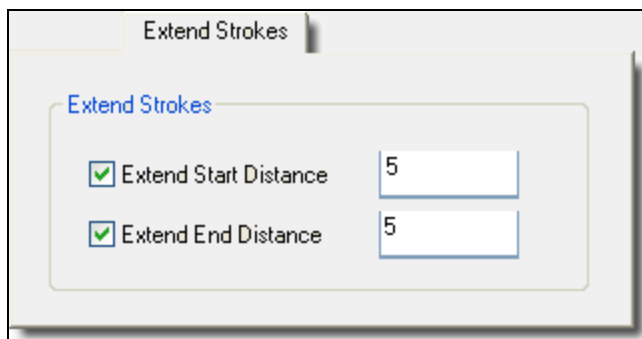 Extend Strokes
Extend Strokes
Extend Start Distance 5
Extend End Distance 5